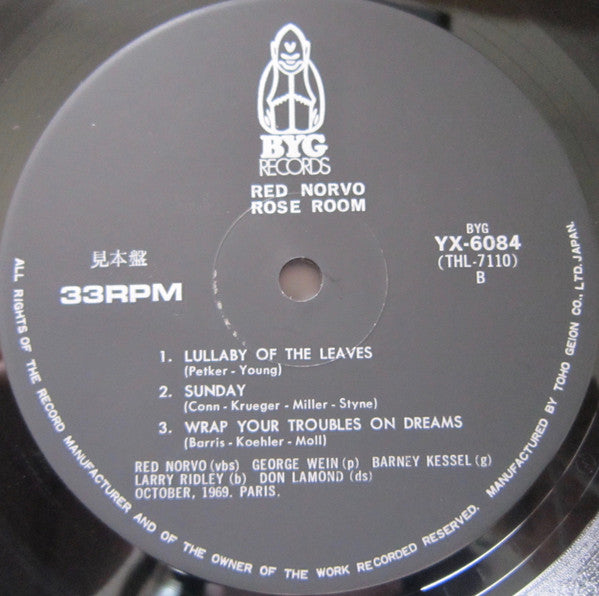 BYG
RECORDS
RED NORVO
ROSE ROOM
見本盤
33RPM
BYG
YX-6084
(THL-7110)
B
1. LULLABY OF THE LEAVES
(Petker - Young)
2. SUNDAY
(Conn - Krueger - Miller - Styne)
3. WRAP YOUR TROUBLES ON DREAMS
(Barris - Koehler - Moll)
RED NORVO (vbs) GEORGE WEIN (p) BARNEY KESSEL (g)
LARRY RIDLEY (b) DON LAMOND (ds)
OCTOBER, 1969. PARIS.
ALL RIGHTS OF THE RECORD MANUFACTURER AND OF THE OWNER OF THE WORK RECORDED RESERVED. MANUFACTURED BY TOHO GEION CO., LTD. JAPAN.